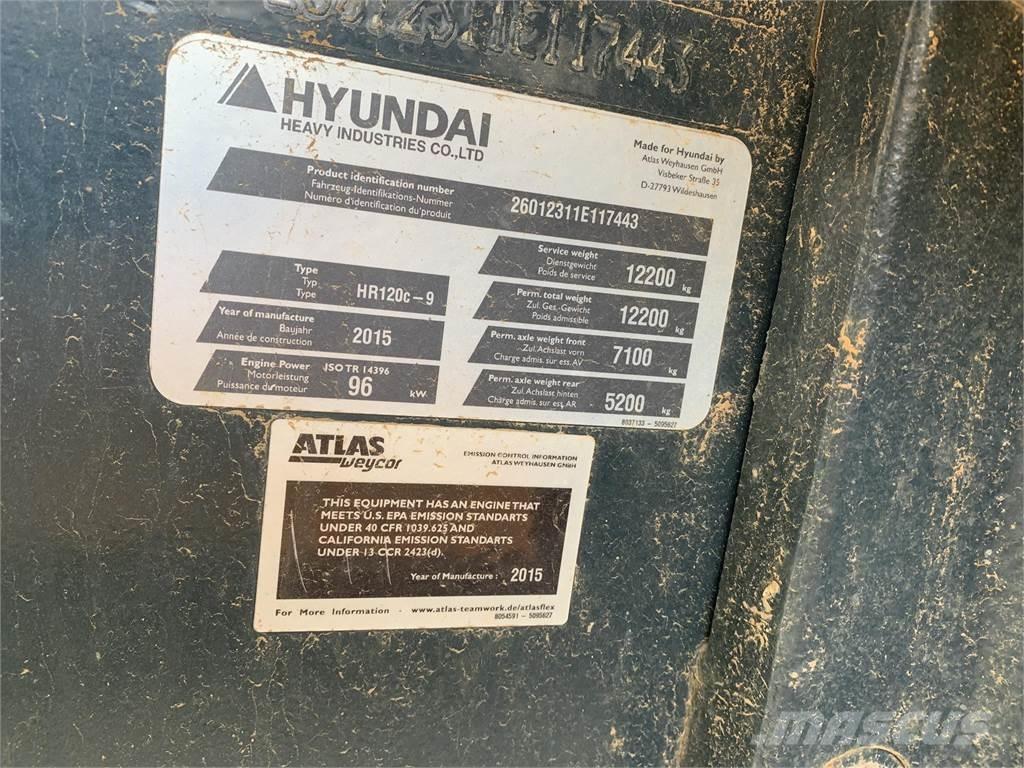 26012311E117443
HYUNDAI
HEAVY INDUSTRIES CO.,LTD
Made for Hyundai by
Atlas Weyhausen GmbH
Visbeker Straße 35
D-27793 Wildeshausen
Product identification number
Fahrzeug-Identifikations-Nummer
Numéro d'identification du produit
26012311E117443
Type
Typ
Type
HR120c-9
Year of manufacture
Baujahr
Année de construction
2015
Engine Power ISO TR 14396
Motorleistung
Puissance du moteur
96 kW
Service weight
Dienstgewicht
Poids de service
12200 kg
Perm. total weight
Zul. Ges.-Gewicht
Poids admissible
12200 kg
Perm. axle weight front
Zul. Achslast vorn
Charge admis. sur ess. AV
7100 kg
Perm. axle weight rear
Zul. Achslast hinten
Charge admis. sur ess. AR
5200 kg
8037133 - 5095627
ATLAS
weycor
EMISSION CONTROL INFORMATION
ATLAS WEYHAUSEN GMBH
THIS EQUIPMENT HAS AN ENGINE THAT
MEETS U.S. EPA EMISSION STANDARTS
UNDER 40 CFR 1039.625 AND
CALIFORNIA EMISSION STANDARTS
UNDER 13 CCR 2423(d).
Year of Manufacture : 2015
For More Information - www.atlas-teamwork.de/atlasflex
8054591 - 5095627
MASCUS